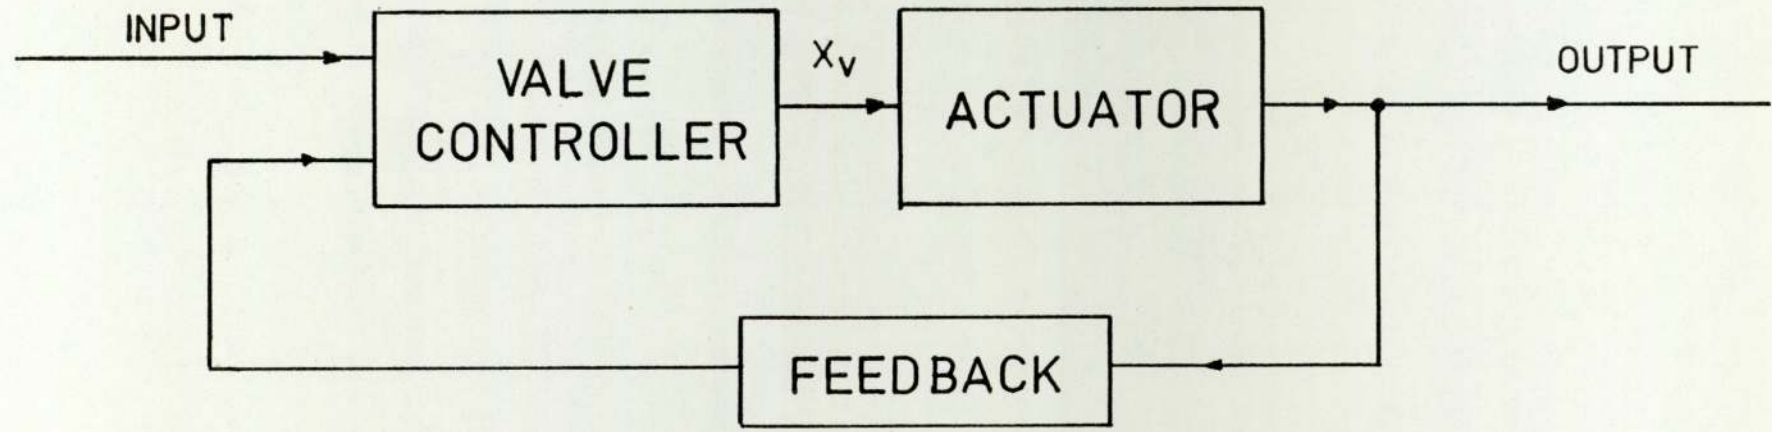 INPUT
VALVE
CONTROLLER
Xv
ACTUATOR
OUTPUT
FEEDBACK